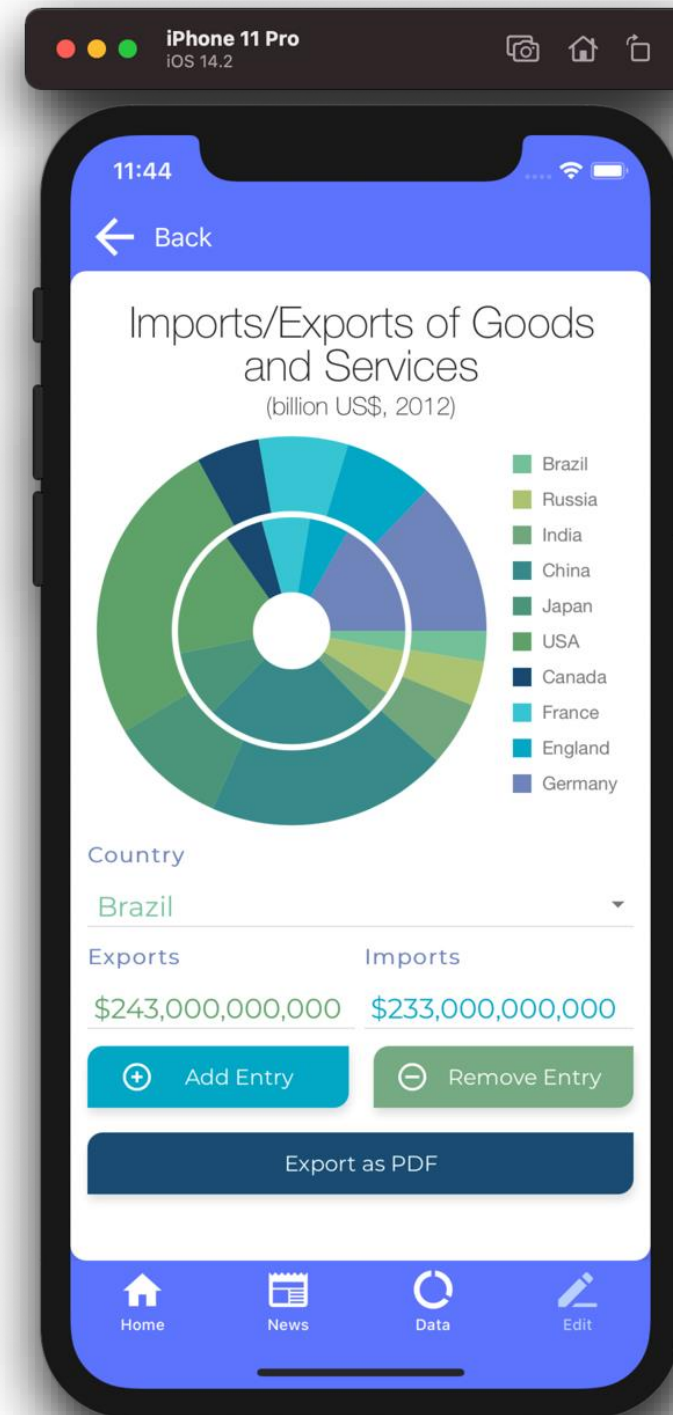 iPhone 11 Pro
iOS 14.2
11:44
Back
Imports/Exports of Goods
and Services
(billion US$, 2012)
Brazil
Russia
India
China
Japan
USA
Canada
France
England
Germany
Country
Brazil
Exports Imports
$243,000,000,000 $233,000,000,000
Add Entry Remove Entry
Export as PDF
Home News Data Edit